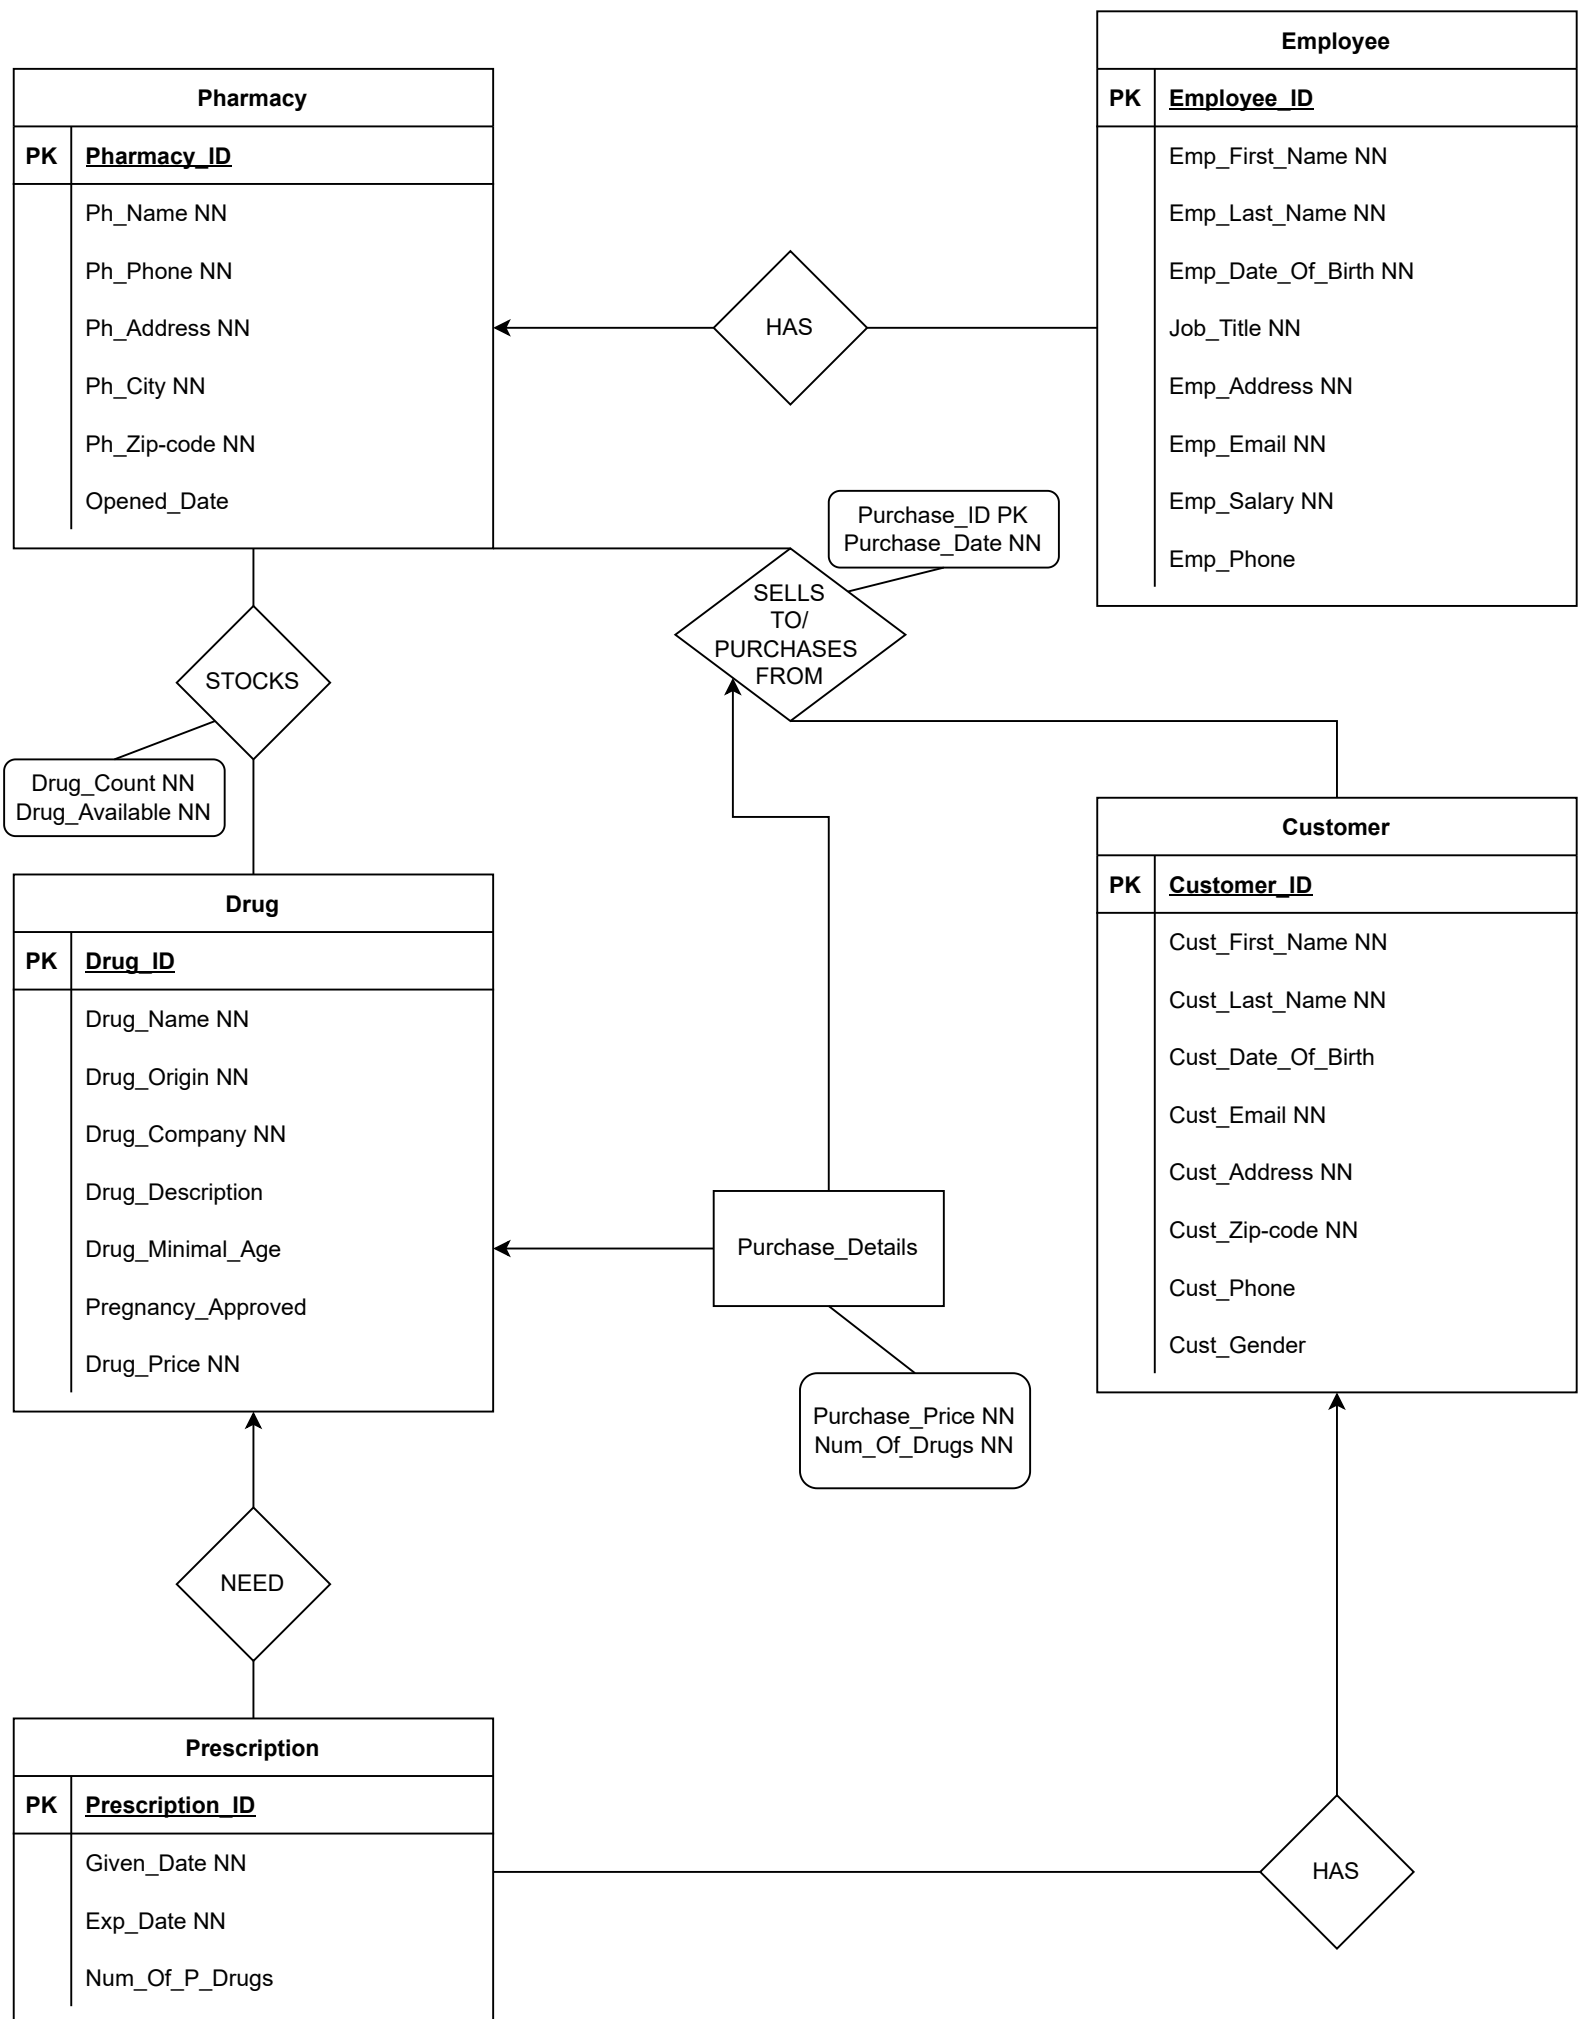 Employee
PK Employee_ID
Emp_First_Name NN
Emp_Last_Name NN
Emp_Date_Of_Birth NN
Job_Title NN
Emp_Address NN
Emp_Email NN
Emp_Salary NN
Emp_Phone
Pharmacy
PK Pharmacy_ID
Ph_Name NN
Ph_Phone NN
Ph_Address NN
Ph_City NN
Ph_Zip-code NN
Opened_Date
HAS
Purchase_ID PK
Purchase_Date NN
SELLS
TO/
PURCHASES
FROM
STOCKS
Drug_Count NN
Drug_Available NN
Customer
PK Customer_ID
Cust_First_Name NN
Cust_Last_Name NN
Cust_Date_Of_Birth
Cust_Email NN
Cust_Address NN
Cust_Zip-code NN
Cust_Phone
Cust_Gender
Drug
PK Drug_ID
Drug_Name NN
Drug_Origin NN
Drug_Company NN
Drug_Description
Drug_Minimal_Age
Pregnancy_Approved
Drug_Price NN
Purchase_Details
Purchase_Price NN
Num_Of_Drugs NN
NEED
Prescription
PK Prescription_ID
Given_Date NN
Exp_Date NN
Num_Of_P_Drugs
HAS